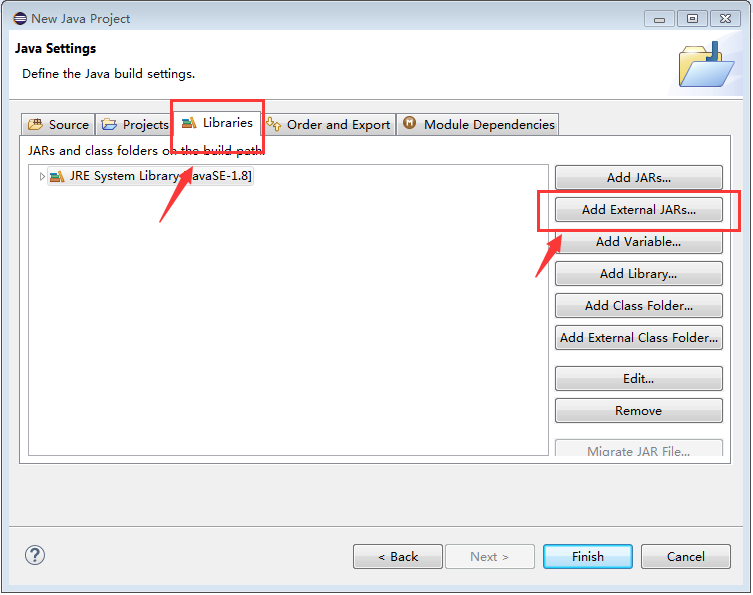 New Java Project
Java Settings
Define the Java build settings.
Source Projects Libraries Order and Export Module Dependencies
JARs and class folders on the build path:
JRE System Library [JavaSE-1.8]
Add JARs...
Add External JARs...
Add Variable...
Add Library...
Add Class Folder...
Add External Class Folder...
Edit...
Remove
Migrate JAR File...
?
< Back Next > Finish Cancel